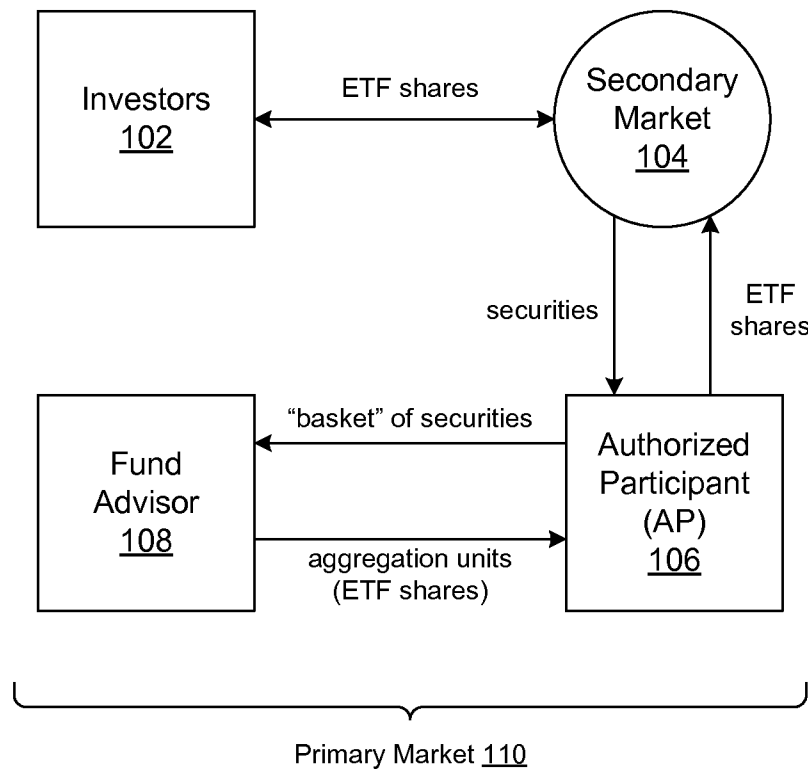 Investors
102
ETF shares
Secondary
Market
104
securities
ETF
shares
Fund
Advisor
108
“basket” of securities
aggregation units
(ETF shares)
Authorized
Participant
(AP)
106
Primary Market 110